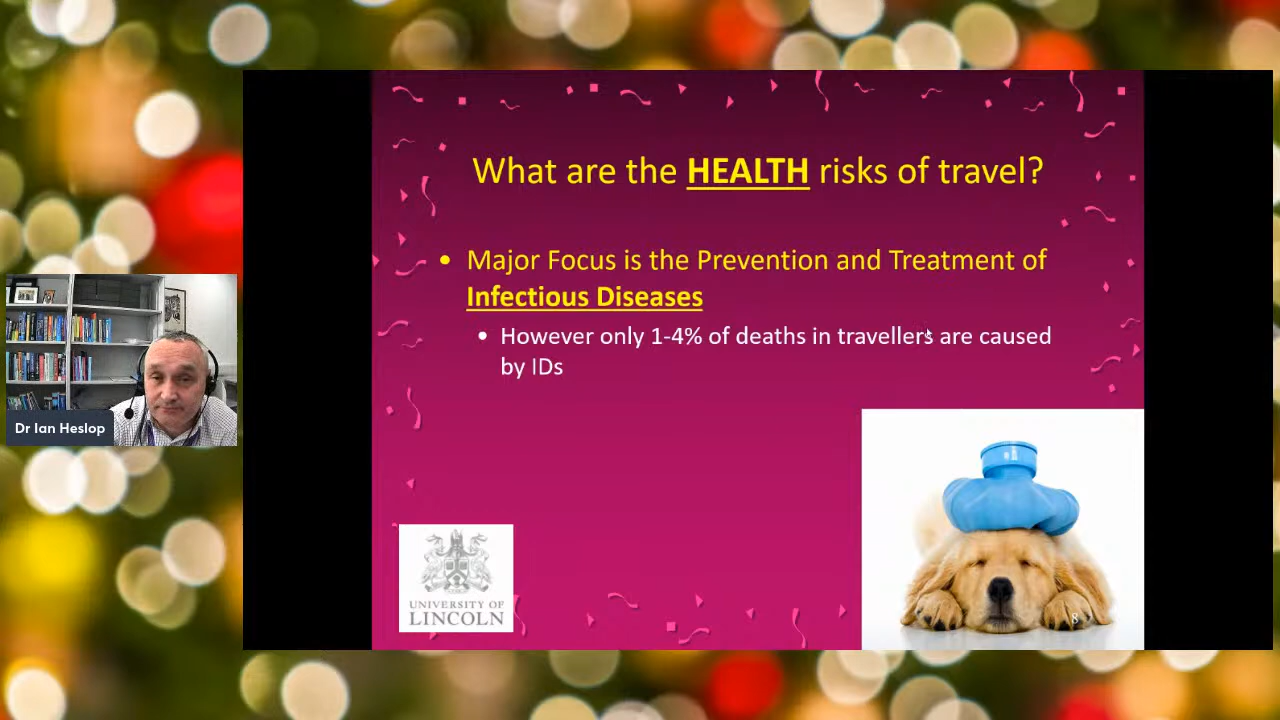 What are the HEALTH risks of travel?
• Major Focus is the Prevention and Treatment of
Infectious Diseases
• However only 1-4% of deaths in travellers are caused
by IDs
Dr Ian Heslop
UNIVERSITY OF
LINCOLN
8